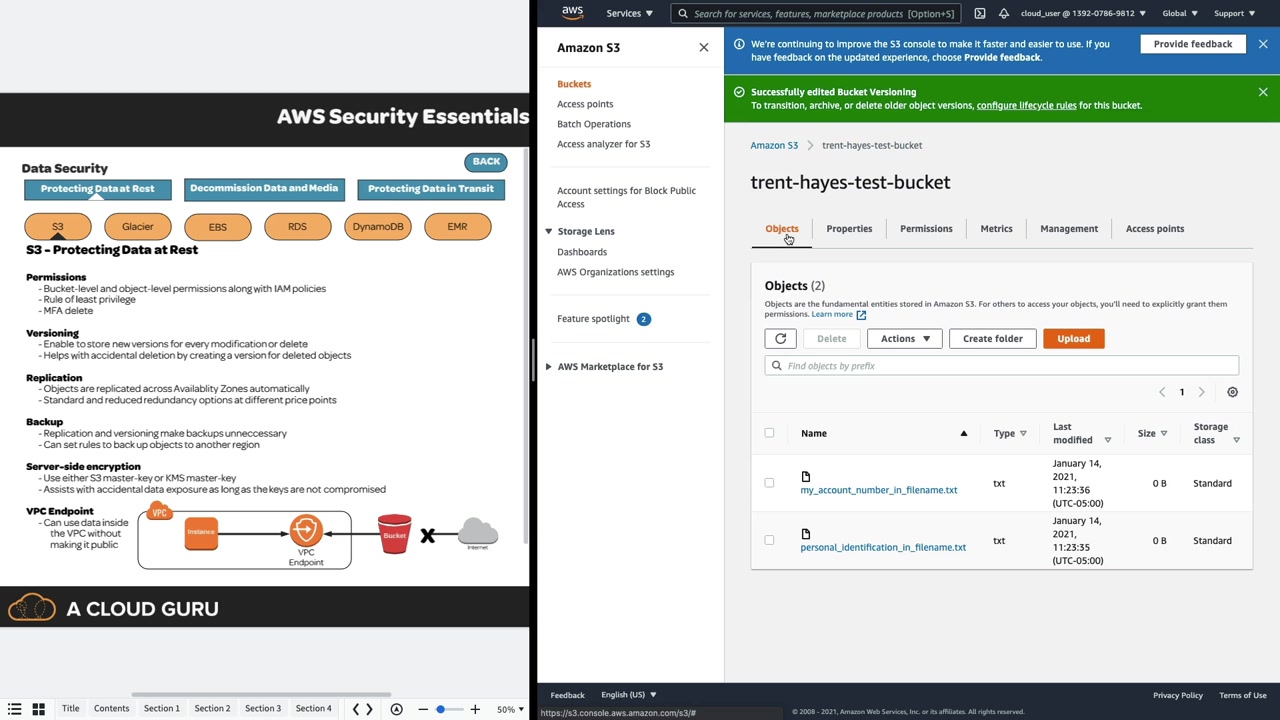 AWS Security Essentials
Data Security
BACK
Protecting Data at Rest
Decommission Data and Media
Protecting Data in Transit
S3
Glacier
EBS
RDS
DynamoDB
EMR
S3 - Protecting Data at Rest
Permissions
- Bucket-level and object-level permissions along with IAM policies
- Rule of least privilege
- MFA delete
Versioning
- Enable to store new versions for every modification or delete
- Helps with accidental deletion by creating a version for deleted objects
Replication
- Objects are replicated across Availablity Zones automatically
- Standard and reduced redundancy options at different price points
Backup
- Replication and versioning make backups unneccessary
- Can set rules to back up objects to another region
Server-side encryption
- Use either S3 master-key or KMS master-key
- Assists with accidental data exposure as long as the keys are not compromised
VPC Endpoint
- Can use data inside
the VPC without
making it public
VPC
Instance
VPC
Endpoint
Bucket
Internet
A CLOUD GURU
Title
Contents
Section 1
Section 2
Section 3
Section 4
50%
aws
Services
Search for services, features, marketplace products [Option+S]
cloud_user @ 1392-0786-9812
Global
Support
Amazon S3
Buckets
Access points
Batch Operations
Access analyzer for S3
Account settings for Block Public
Access
Storage Lens
Dashboards
AWS Organizations settings
Feature spotlight 2
AWS Marketplace for S3
We're continuing to improve the S3 console to make it faster and easier to use. If you
have feedback on the updated experience, choose Provide feedback.
Provide feedback
Successfully edited Bucket Versioning
To transition, archive, or delete older object versions, configure lifecycle rules for this bucket.
Amazon S3 > trent-hayes-test-bucket
trent-hayes-test-bucket
Objects
Properties
Permissions
Metrics
Management
Access points
Objects (2)
Objects are the fundamental entities stored in Amazon S3. For others to access your objects, you'll need to explicitly grant them
permissions. Learn more
Delete
Actions
Create folder
Upload
Find objects by prefix
1
Name
Type
Last
modified
Size
Storage
class
my_account_number_in_filename.txt
txt
January 14,
2021,
11:23:36
(UTC-05:00)
0 B
Standard
personal_identification_in_filename.txt
txt
January 14,
2021,
11:23:35
(UTC-05:00)
0 B
Standard
Feedback
English (US)
Privacy Policy
Terms of Use
https://s3.console.aws.amazon.com/s3/#
© 2008 - 2021, Amazon Web Services, Inc. or its affiliates. All rights reserved.